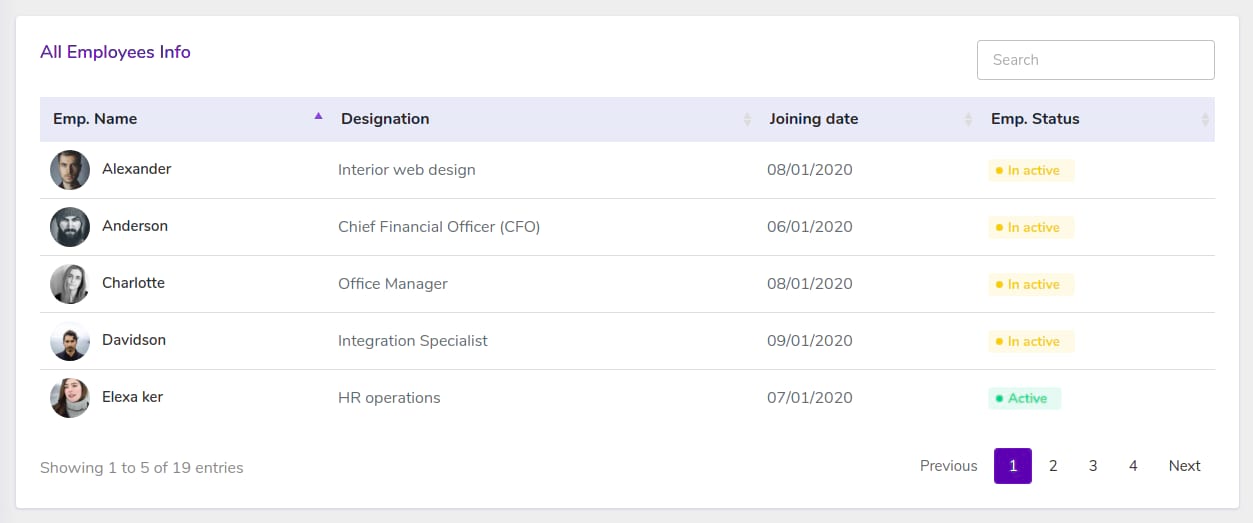 All Employees Info
Search
Emp. Name Designation Joining date Emp. Status
Alexander Interior web design 08/01/2020 In active
Anderson Chief Financial Officer (CFO) 06/01/2020 In active
Charlotte Office Manager 08/01/2020 In active
Davidson Integration Specialist 09/01/2020 In active
Elexa ker HR operations 07/01/2020 Active
Showing 1 to 5 of 19 entries Previous 1 2 3 4 Next